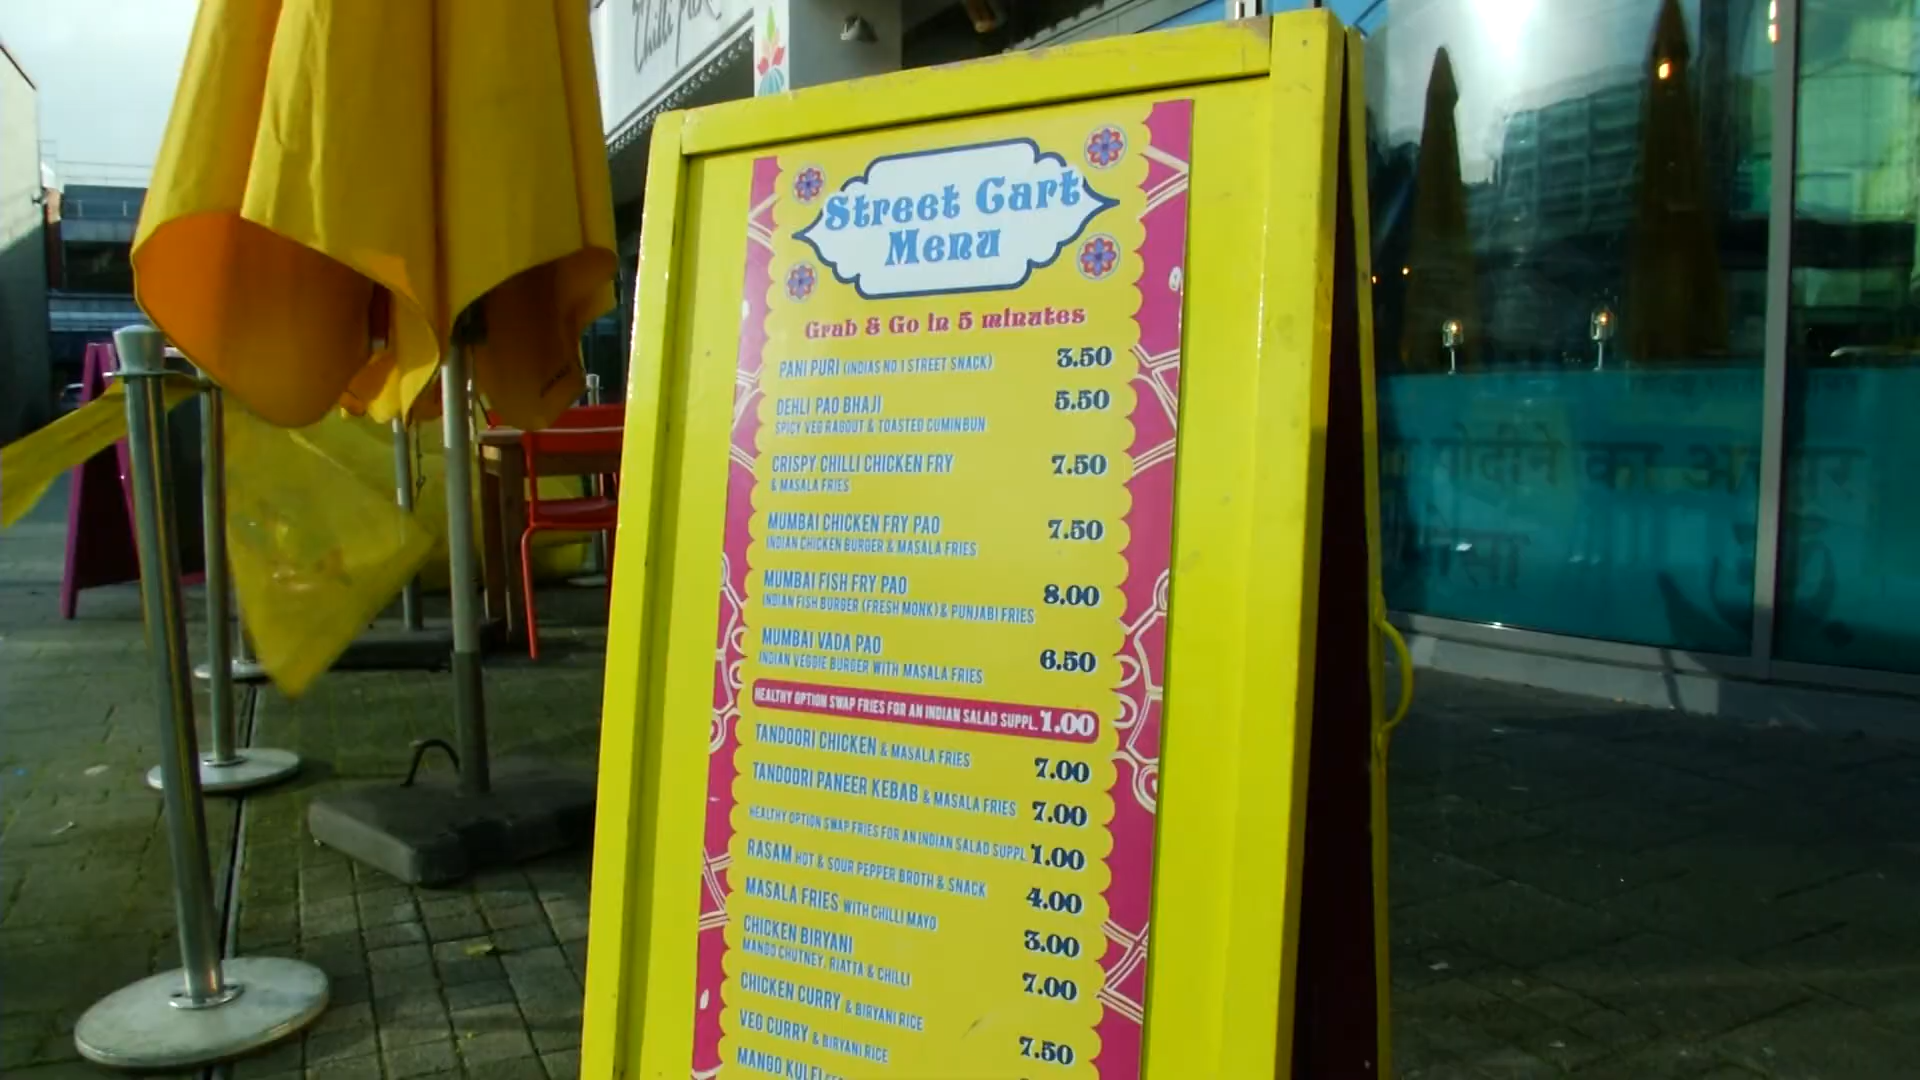 Chilli Pickle
Street Cart
Menu
Grab & Go in 5 minutes
PANI PURI (INDIAS NO 1 STREET SNACK) 3.50
DEHLI PAO BHAJI 5.50
SPICY VEG RAGOUT & TOASTED CUMIN BUN
CRISPY CHILLI CHICKEN FRY 7.50
& MASALA FRIES
MUMBAI CHICKEN FRY PAO 7.50
INDIAN CHICKEN BURGER & MASALA FRIES
MUMBAI FISH FRY PAO 8.00
INDIAN FISH BURGER (FRESH MONK) & PUNJABI FRIES
MUMBAI VADA PAO 6.50
INDIAN VEGGIE BURGER WITH MASALA FRIES
HEALTHY OPTION SWAP FRIES FOR AN INDIAN SALAD SUPPL. 1.00
TANDOORI CHICKEN & MASALA FRIES 7.00
TANDOORI PANEER KEBAB & MASALA FRIES 7.00
HEALTHY OPTION SWAP FRIES FOR AN INDIAN SALAD SUPPL 1.00
RASAM HOT & SOUR PEPPER BROTH & SNACK 4.00
MASALA FRIES WITH CHILLI MAYO 3.00
CHICKEN BIRYANI 7.00
MANGO CHUTNEY, RIATTA & CHILLI
CHICKEN CURRY & BIRYANI RICE 7.50
VEG CURRY & BIRYANI RICE
MANGO KULFI
पोदीने का